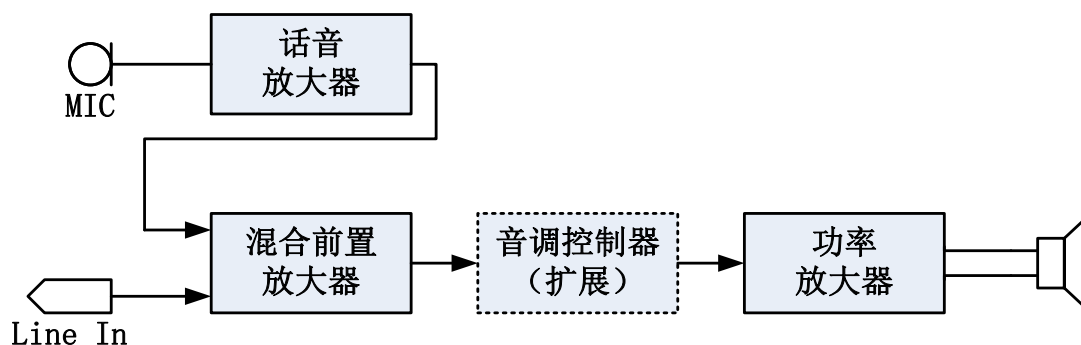 话音
放大器
MIC
混合前置
放大器
音调控制器
（扩展）
功率
放大器
Line In